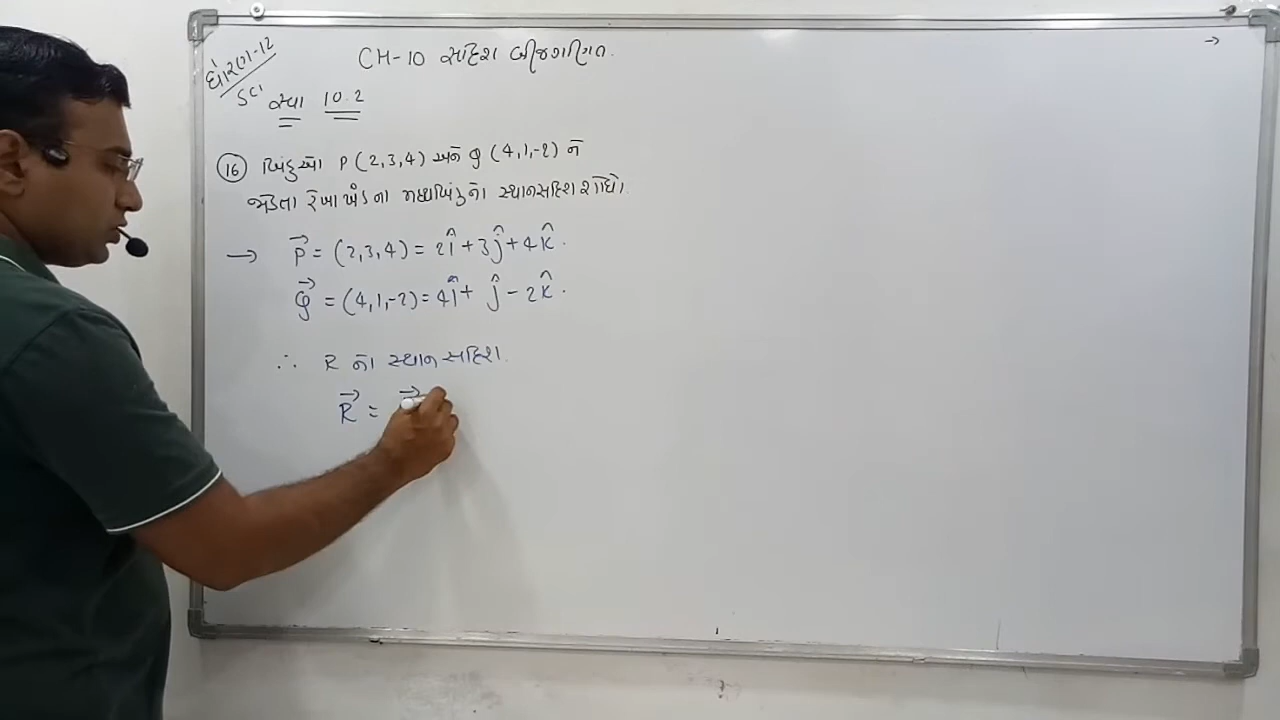 ધોરણ-12
Sci
CH-10 સદિશ બીજગણિત.
સ્વા 10.2
(16) બિંદુઓ P (2,3,4) અને Q (4,1,-2) ને
જોડતા રેખાખંડના મધ્યબિંદુનો સ્થાનસદિશ શોધો.
→ P⃗ = (2,3,4) = 2î + 3ĵ + 4k̂.
Q⃗ = (4,1,-2) = 4î + ĵ - 2k̂.
∴ R નો સ્થાન સદિશ.
R⃗ =